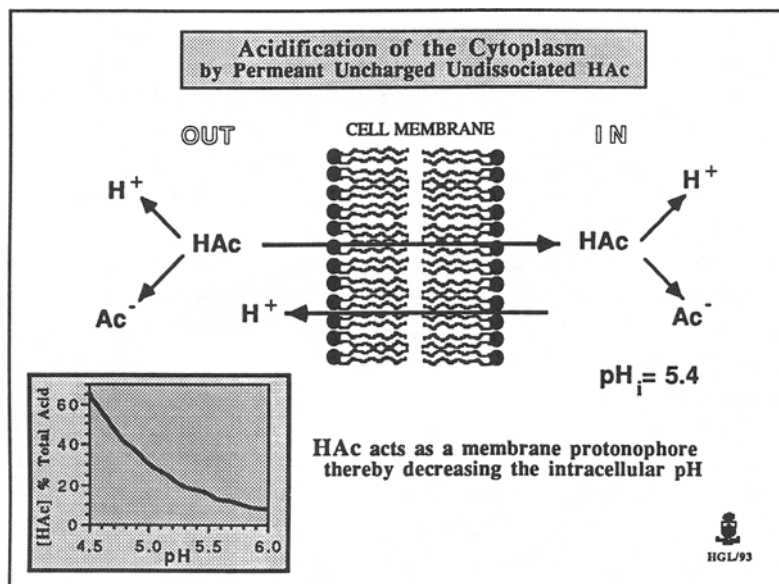 Acidification of the Cytoplasm
by Permeant Uncharged Undissociated HAc
OUT
CELL MEMBRANE
IN
H+
HAc
Ac-
H+
H+
HAc
Ac-
pHi= 5.4
HAc acts as a membrane protonophore
thereby decreasing the intracellular pH
[HAc] % Total Acid
60
40
20
0
4.5 5.0 5.5 6.0
pH
HGL/93